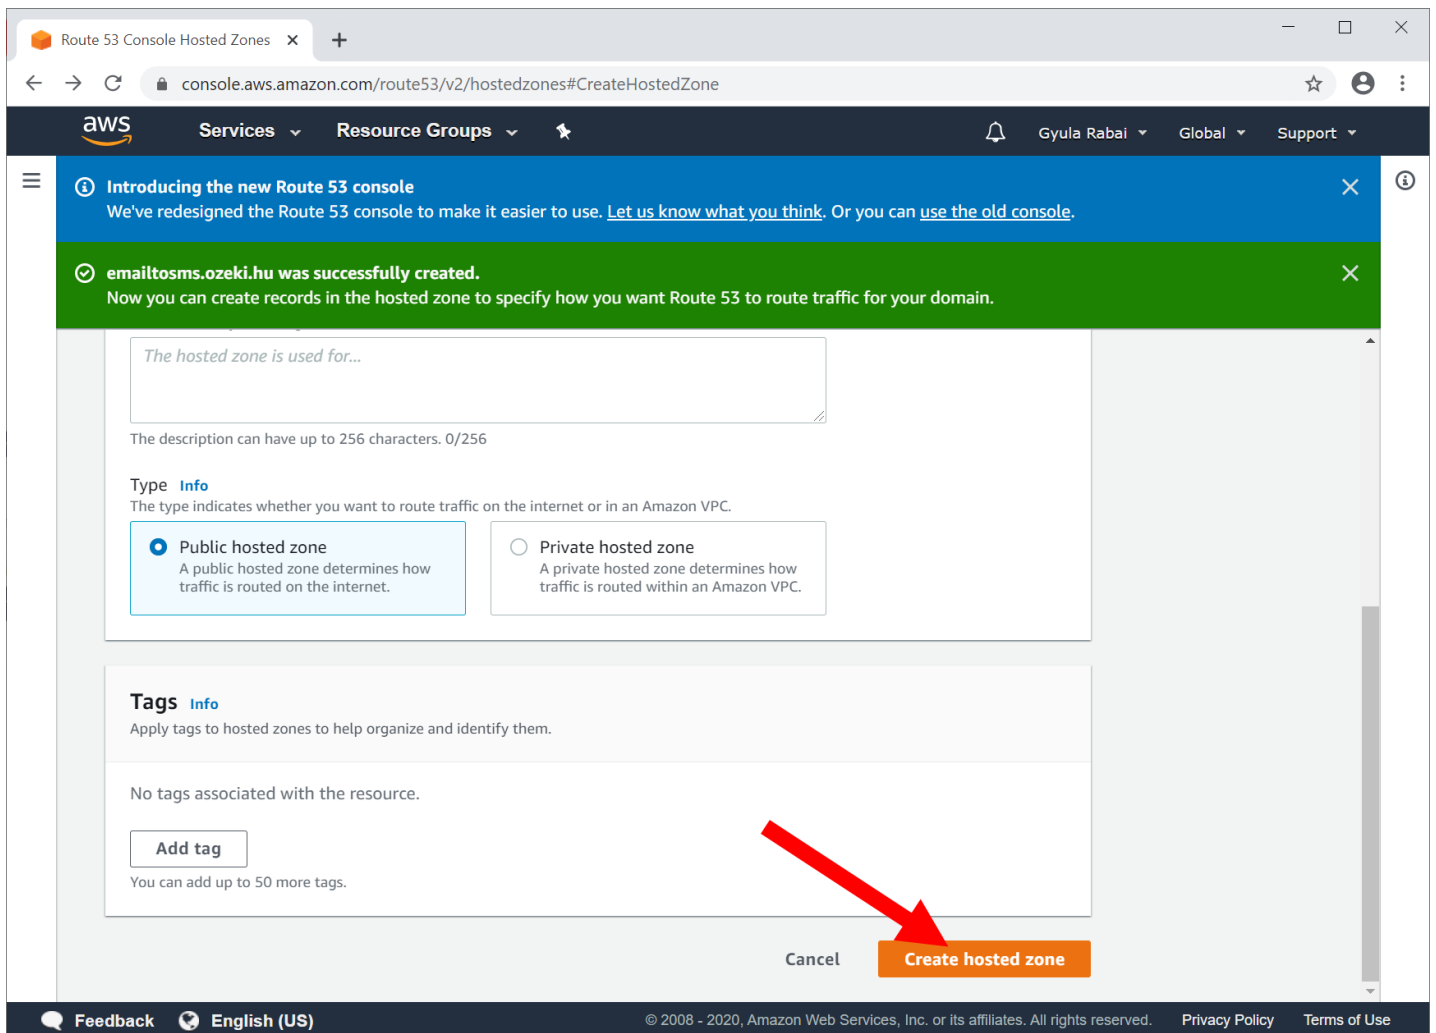 Route 53 Console Hosted Zones
console.aws.amazon.com/route53/v2/hostedzones#CreateHostedZone
aws Services Resource Groups Gyula Rabai Global Support
Introducing the new Route 53 console
We've redesigned the Route 53 console to make it easier to use. Let us know what you think. Or you can use the old console.
emailtosms.ozeki.hu was successfully created.
Now you can create records in the hosted zone to specify how you want Route 53 to route traffic for your domain.
The hosted zone is used for...
The description can have up to 256 characters. 0/256
Type Info
The type indicates whether you want to route traffic on the internet or in an Amazon VPC.
Public hosted zone
A public hosted zone determines how
traffic is routed on the internet.
Private hosted zone
A private hosted zone determines how
traffic is routed within an Amazon VPC.
Tags Info
Apply tags to hosted zones to help organize and identify them.
No tags associated with the resource.
Add tag
You can add up to 50 more tags.
Cancel Create hosted zone
Feedback English (US) © 2008 - 2020, Amazon Web Services, Inc. or its affiliates. All rights reserved. Privacy Policy Terms of Use